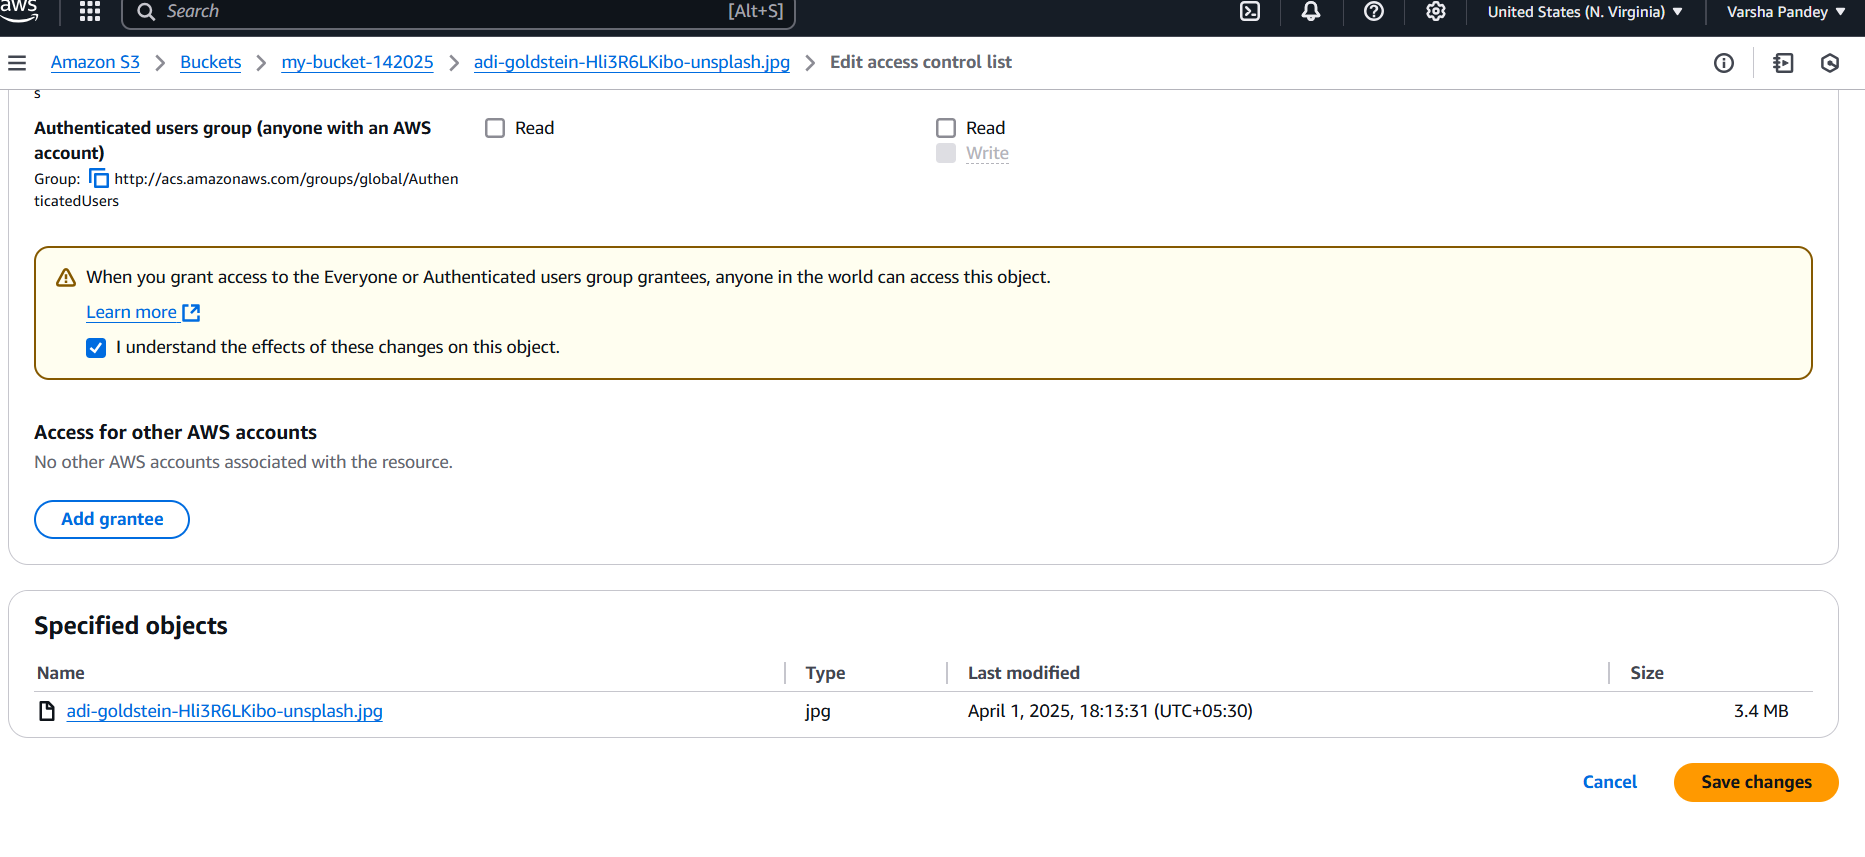 aws
Search [Alt+S] United States (N. Virginia) Varsha Pandey
Amazon S3 Buckets my-bucket-142025 adi-goldstein-Hli3R6LKibo-unsplash.jpg Edit access control list
s
Authenticated users group (anyone with an AWS
account)
Read
Read
Write
Group: http://acs.amazonaws.com/groups/global/Authen
ticatedUsers
When you grant access to the Everyone or Authenticated users group grantees, anyone in the world can access this object.
Learn more
I understand the effects of these changes on this object.
Access for other AWS accounts
No other AWS accounts associated with the resource.
Add grantee
Specified objects
Name Type Last modified Size
adi-goldstein-Hli3R6LKibo-unsplash.jpg jpg April 1, 2025, 18:13:31 (UTC+05:30) 3.4 MB
Cancel Save changes